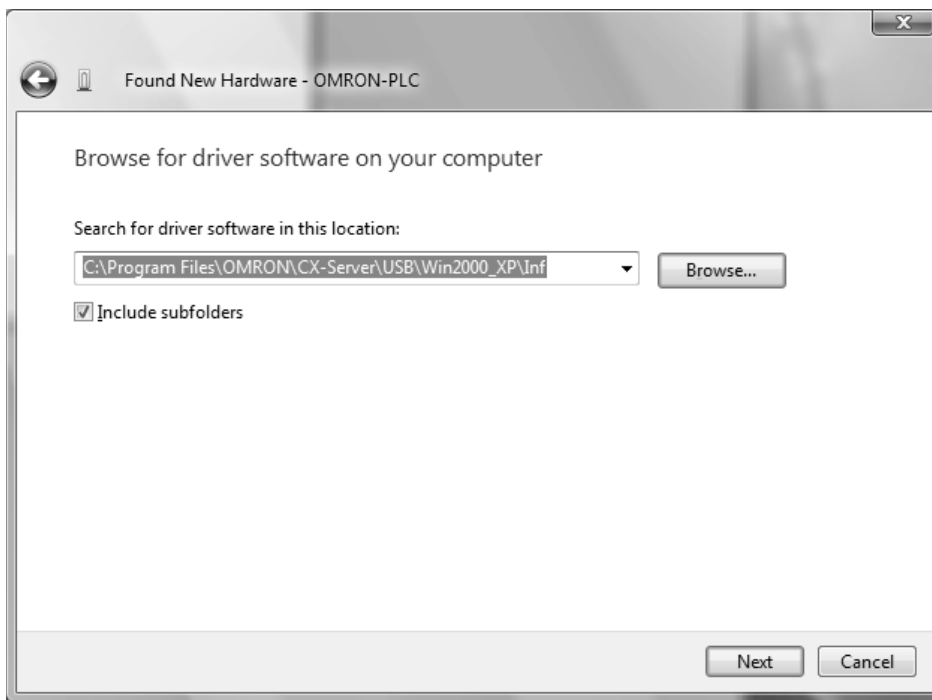 Found New Hardware - OMRON-PLC
Browse for driver software on your computer
Search for driver software in this location:
C:\Program Files\OMRON\CX-Server\USB\Win2000_XP\Inf
Browse...
Include subfolders
Next
Cancel